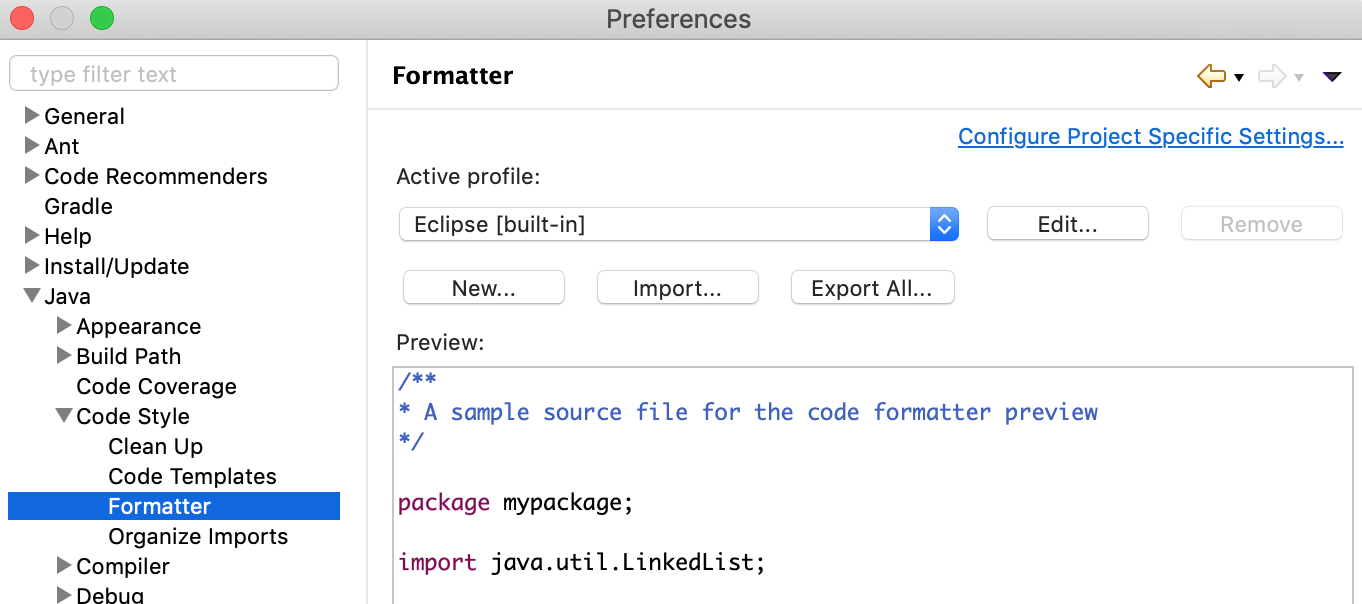 Preferences
type filter text
General
Ant
Code Recommenders
Gradle
Help
Install/Update
Java
Appearance
Build Path
Code Coverage
Code Style
Clean Up
Code Templates
Formatter
Organize Imports
Compiler
Debug
Formatter
Configure Project Specific Settings...
Active profile:
Eclipse [built-in]
Edit...
Remove
New...
Import...
Export All...
Preview:
/**
* A sample source file for the code formatter preview
*/
package mypackage;
import java.util.LinkedList;